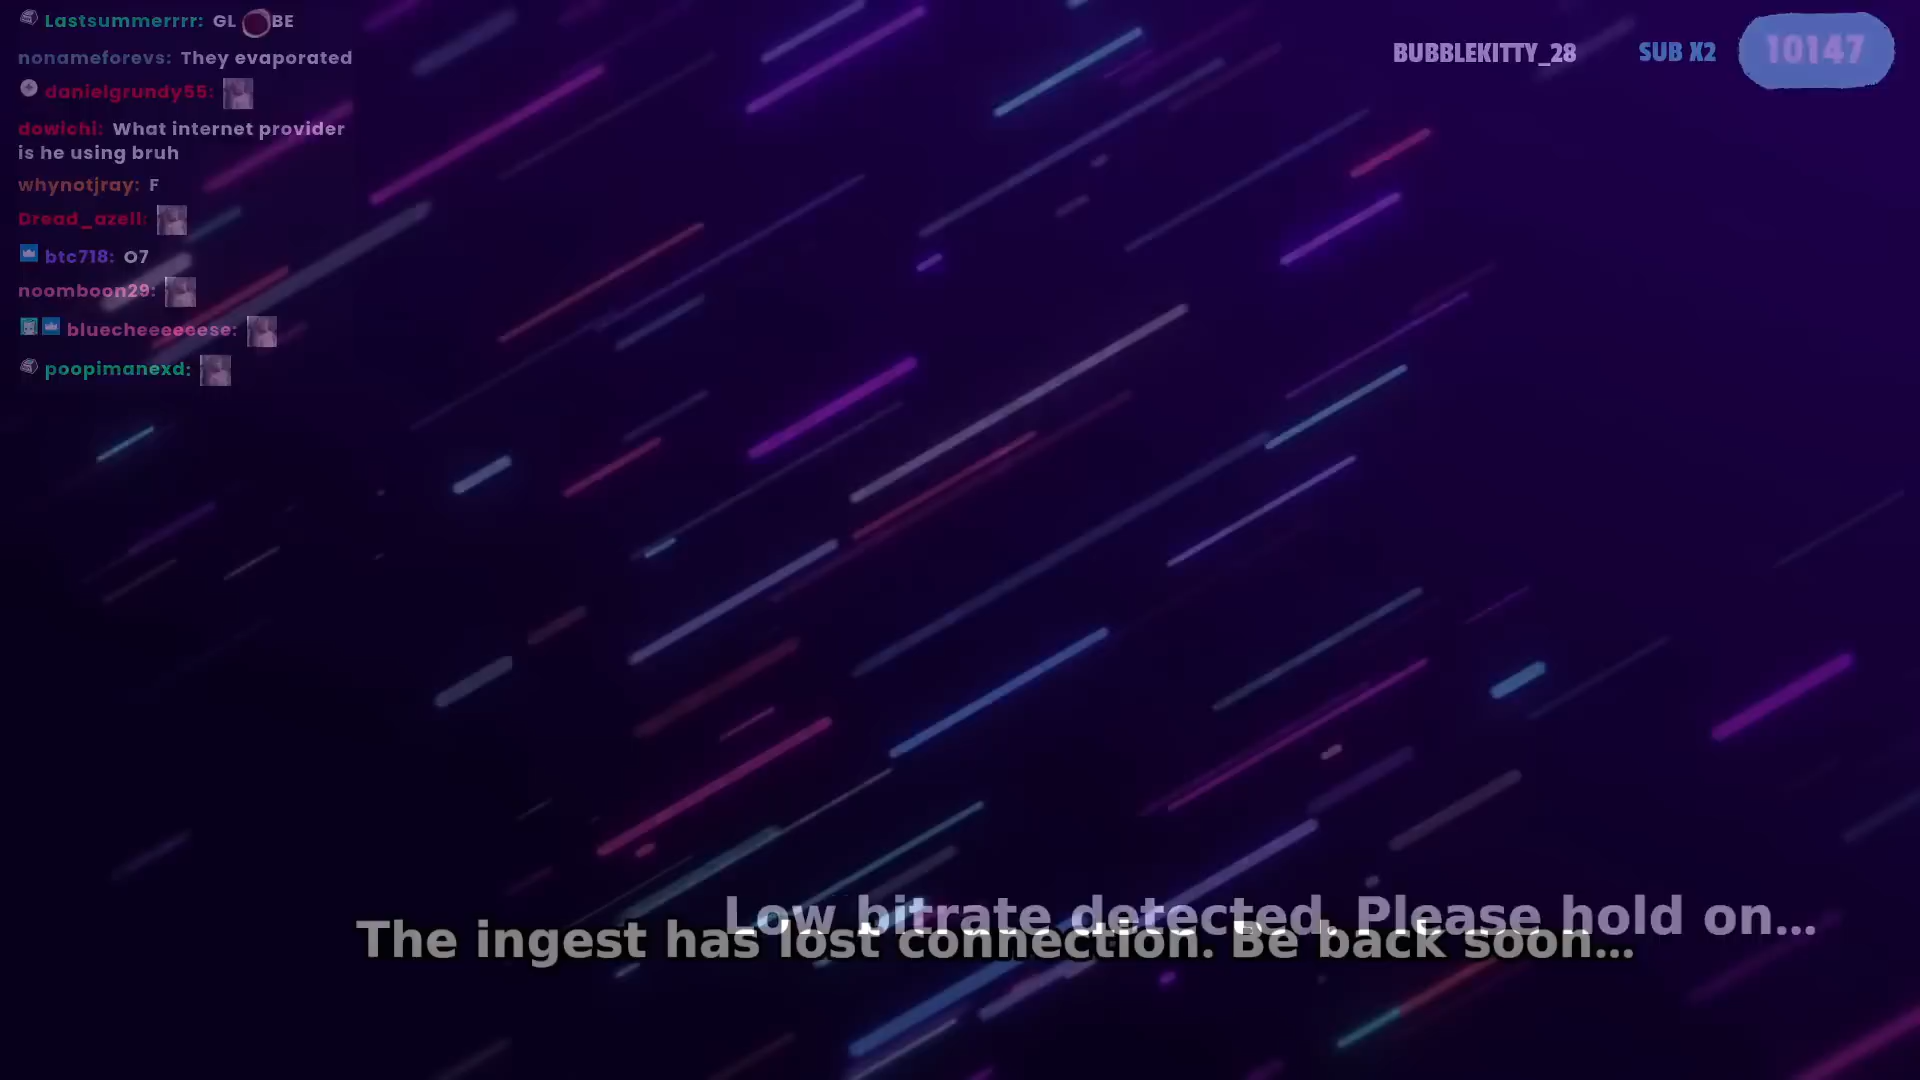 Lastsummerrrr: GL BE
nonameforevs: They evaporated
danielgrundy55:
dowichi: What internet provider
is he using bruh
whynotjray: F
Dread_azell:
btc718: O7
noomboon29:
bluecheeeeeese:
poopimanexd:
BUBBLEKITTY_28 SUB X2 10147
Low bitrate detected. Please hold on...
The ingest has lost connection. Be back soon...